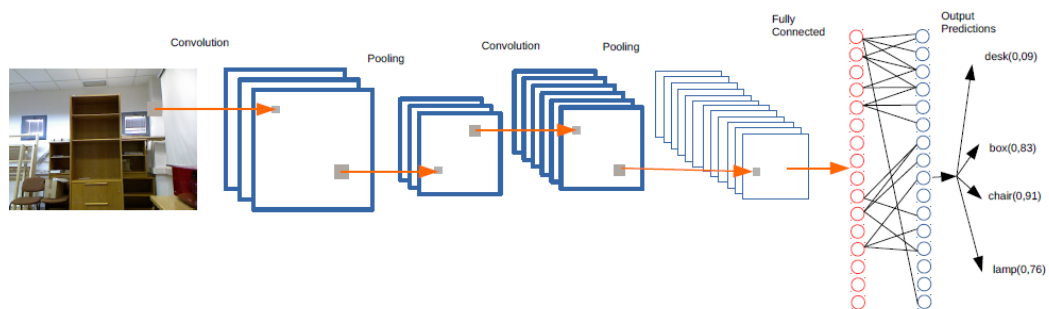 Convolution
Pooling
Convolution
Pooling
Fully
Connected
Output
Predictions
desk(0,09)
box(0,83)
chair(0,91)
lamp(0,76)